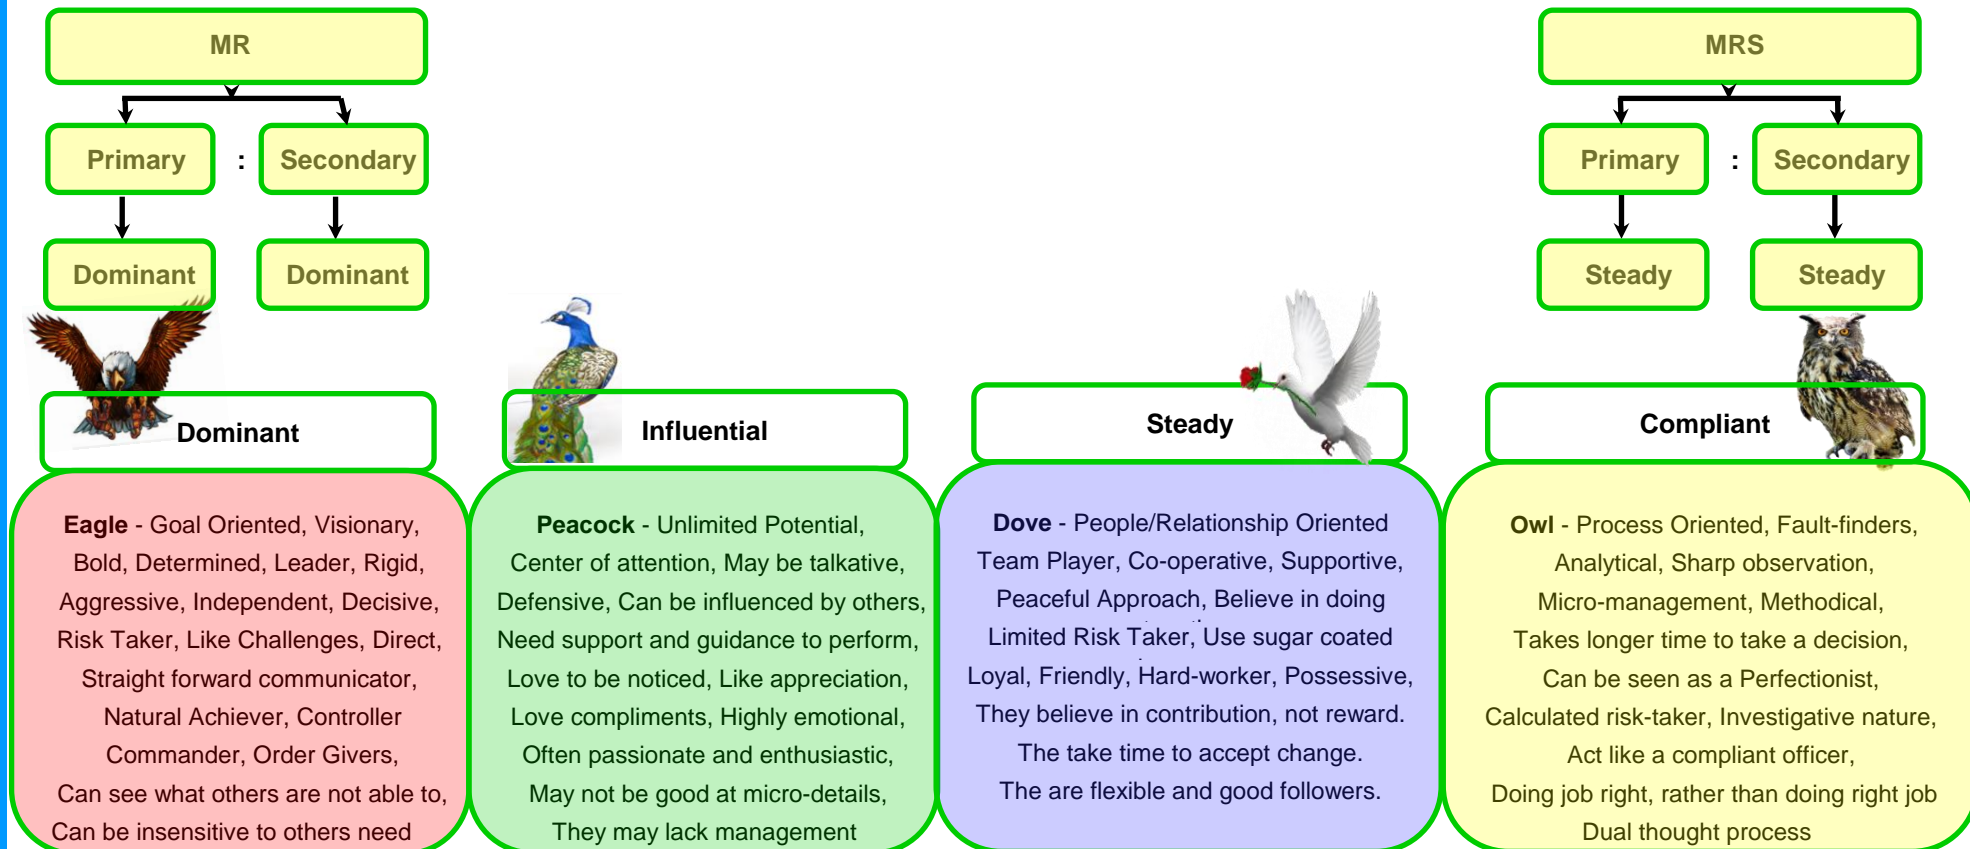 MR
Primary : Secondary
Dominant Dominant
MRS
Primary : Secondary
Steady Steady
Dominant
Eagle - Goal Oriented, Visionary,
Bold, Determined, Leader, Rigid,
Aggressive, Independent, Decisive,
Risk Taker, Like Challenges, Direct,
Straight forward communicator,
Natural Achiever, Controller
Commander, Order Givers,
Can see what others are not able to,
Can be insensitive to others need
Influential
Peacock - Unlimited Potential,
Center of attention, May be talkative,
Defensive, Can be influenced by others,
Need support and guidance to perform,
Love to be noticed, Like appreciation,
Love compliments, Highly emotional,
Often passionate and enthusiastic,
May not be good at micro-details,
They may lack management
Steady
Dove - People/Relationship Oriented
Team Player, Co-operative, Supportive,
Peaceful Approach, Believe in doing
Limited Risk Taker, Use sugar coated
Loyal, Friendly, Hard-worker, Possessive,
They believe in contribution, not reward.
The take time to accept change.
The are flexible and good followers.
Compliant
Owl - Process Oriented, Fault-finders,
Analytical, Sharp observation,
Micro-management, Methodical,
Takes longer time to take a decision,
Can be seen as a Perfectionist,
Calculated risk-taker, Investigative nature,
Act like a compliant officer,
Doing job right, rather than doing right job
Dual thought process